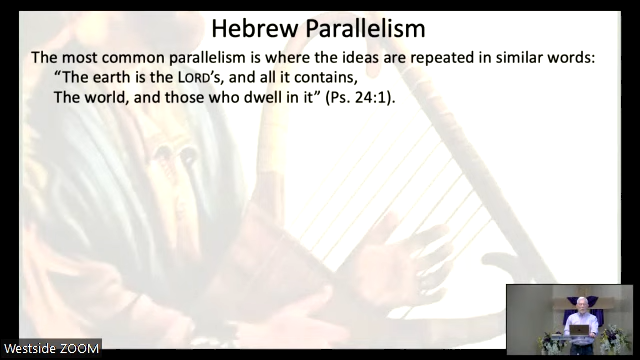 Hebrew Parallelism
The most common parallelism is where the ideas are repeated in similar words:
“The earth is the LORD’s, and all it contains,
The world, and those who dwell in it” (Ps. 24:1).
Westside ZOOM